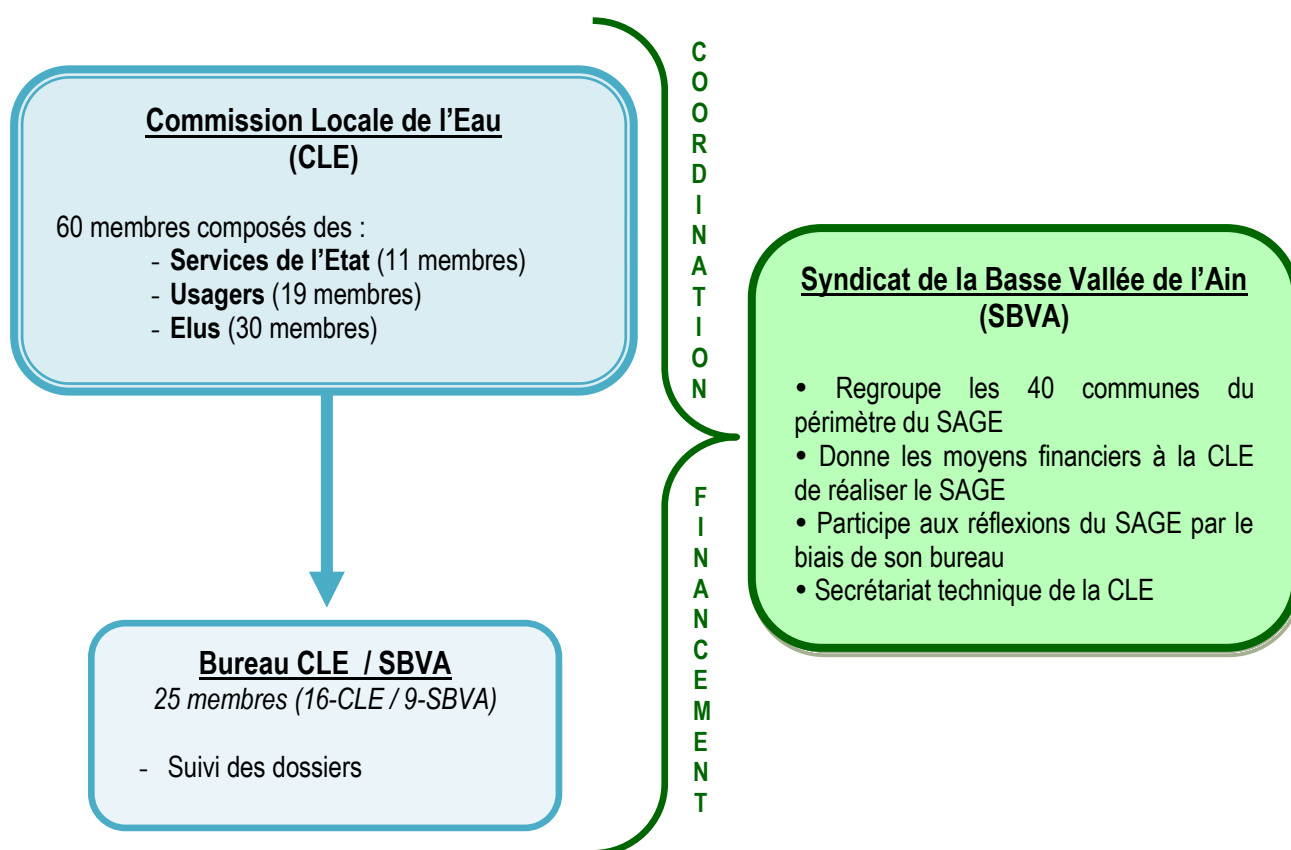 Commission Locale de l’Eau
(CLE)
60 membres composés des :
- Services de l’Etat (11 membres)
- Usagers (19 membres)
- Elus (30 membres)
Bureau CLE / SBVA
25 membres (16-CLE / 9-SBVA)
- Suivi des dossiers
COORDINATION
FINANCEMENT
Syndicat de la Basse Vallée de l’Ain
(SBVA)
• Regroupe les 40 communes du
périmètre du SAGE
• Donne les moyens financiers à la CLE
de réaliser le SAGE
• Participe aux réflexions du SAGE par le
biais de son bureau
• Secrétariat technique de la CLE